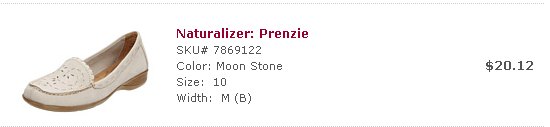 Naturalizer: Prenzie
SKU# 7869122
Color: Moon Stone
$20.12
Size: 10
Width: M (B)